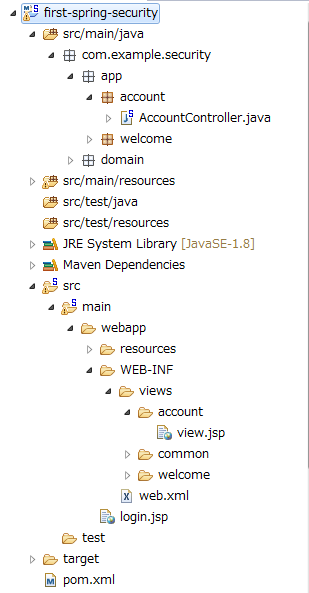 first-spring-security
src/main/java
com.example.security
app
account
AccountController.java
welcome
domain
src/main/resources
src/test/java
src/test/resources
JRE System Library [JavaSE-1.8]
Maven Dependencies
src
main
webapp
resources
WEB-INF
views
account
view.jsp
common
welcome
web.xml
login.jsp
test
target
pom.xml